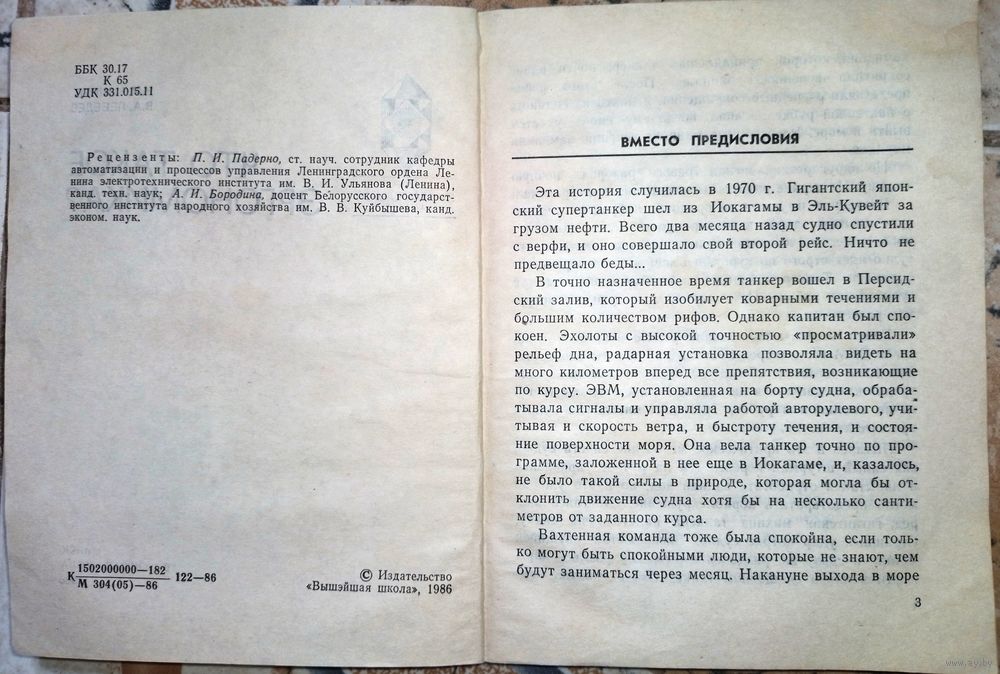 ББК 30.17
К 65
УДК 331.015.11
Рецензенты: П. И. Падерно, ст. науч. сотрудник кафедры
автоматизации и процессов управления Ленинградского ордена Ле-
нина электротехнического института им. В. И. Ульянова (Ленина),
канд. техн. наук; А. И. Бородина, доцент Белорусского государст-
венного института народного хозяйства им. В. В. Куйбышева, канд.
эконом. наук.
К 1502000000—182 122—86
М 304(05)—86
© Издательство
«Вышэйшая школа», 1986
ВМЕСТО ПРЕДИСЛОВИЯ
Эта история случилась в 1970 г. Гигантский япон-
ский супертанкер шел из Иокагамы в Эль-Кувейт за
грузом нефти. Всего два месяца назад судно спустили
с верфи, и оно совершало свой второй рейс. Ничто не
предвещало беды...
В точно назначенное время танкер вошел в Персид-
ский залив, который изобилует коварными течениями и
большим количеством рифов. Однако капитан был спо-
коен. Эхолоты с высокой точностью «просматривали»
рельеф дна, радарная установка позволяла видеть на
много километров вперед все препятствия, возникающие
по курсу. ЭВМ, установленная на борту судна, обраба-
тывала сигналы и управляла работой авторулевого, учи-
тывая и скорость ветра, и быстроту течения, и состоя-
ние поверхности моря. Она вела танкер точно по про-
грамме, заложенной в нее еще в Иокагаме, и, казалось,
не было такой силы в природе, которая могла бы от-
клонить движение судна хотя бы на несколько санти-
метров от заданного курса.
Вахтенная команда тоже была спокойна, если толь-
ко могут быть спокойными люди, которые не знают, чем
будут заниматься через месяц. Накануне выхода в море
3
www.ay.by